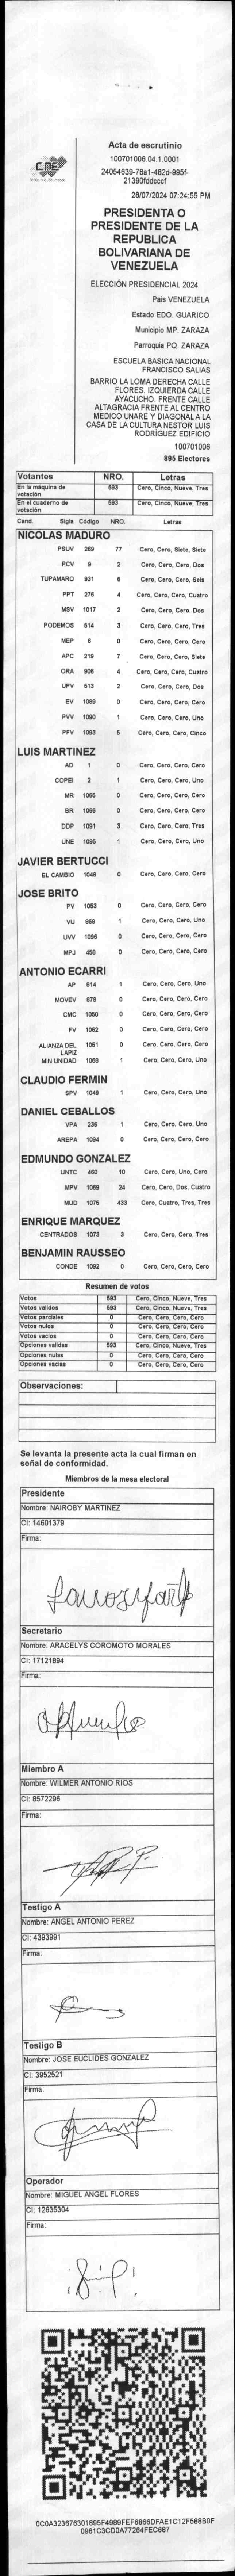 CNE
Acta de escrutinio
100701006.04.1.0001
24054639-78a1-482d-995f-
21390fddcccf
28/07/2024 07:24:55 PM
PRESIDENTA O
PRESIDENTE DE LA
REPUBLICA
BOLIVARIANA DE
VENEZUELA
ELECCIÓN PRESIDENCIAL 2024
Pais VENEZUELA
Estado EDO. GUARICO
Municipio MP. ZARAZA
Parroquia PQ. ZARAZA
ESCUELA BASICA NACIONAL
FRANCISCO SALIAS
BARRIO LA LOMA DERECHA CALLE
FLORES. IZQUIERDA CALLE
AYACUCHO. FRENTE CALLE
ALTAGRACIA FRENTE AL CENTRO
MEDICO UNARE Y DIAGONAL A LA
CASA DE LA CULTURA NESTOR LUIS
RODRÍGUEZ EDIFICIO
100701006
895 Electores
Votantes NRO. Letras
En la máquina de votación 593 Cero, Cinco, Nueve, Tres
En el cuaderno de votación 593 Cero, Cinco, Nueve, Tres
Cand. Sigla Código NRO. Letras
NICOLAS MADURO
PSUV 269 77 Cero, Cero, Siete, Siete
PCV 9 2 Cero, Cero, Cero, Dos
TUPAMARO 931 6 Cero, Cero, Cero, Seis
PPT 276 4 Cero, Cero, Cero, Cuatro
MSV 1017 2 Cero, Cero, Cero, Dos
PODEMOS 514 3 Cero, Cero, Cero, Tres
MEP 6 0 Cero, Cero, Cero, Cero
APC 219 7 Cero, Cero, Cero, Siete
ORA 906 4 Cero, Cero, Cero, Cuatro
UPV 513 2 Cero, Cero, Cero, Dos
EV 1089 0 Cero, Cero, Cero, Cero
PVV 1090 1 Cero, Cero, Cero, Uno
PFV 1093 5 Cero, Cero, Cero, Cinco
LUIS MARTINEZ
AD 1 0 Cero, Cero, Cero, Cero
COPEI 2 1 Cero, Cero, Cero, Uno
MR 1065 0 Cero, Cero, Cero, Cero
BR 1066 0 Cero, Cero, Cero, Cero
DDP 1091 3 Cero, Cero, Cero, Tres
UNE 1095 1 Cero, Cero, Cero, Uno
JAVIER BERTUCCI
EL CAMBIO 1048 0 Cero, Cero, Cero, Cero
JOSE BRITO
PV 1053 0 Cero, Cero, Cero, Cero
VU 968 1 Cero, Cero, Cero, Uno
UVV 1096 0 Cero, Cero, Cero, Cero
MPJ 458 0 Cero, Cero, Cero, Cero
ANTONIO ECARRI
AP 814 1 Cero, Cero, Cero, Uno
MOVEV 879 0 Cero, Cero, Cero, Cero
CMC 1050 0 Cero, Cero, Cero, Cero
FV 1062 0 Cero, Cero, Cero, Cero
ALIANZA DEL LAPIZ 1051 0 Cero, Cero, Cero, Cero
MIN UNIDAD 1068 1 Cero, Cero, Cero, Uno
CLAUDIO FERMIN
SPV 1049 1 Cero, Cero, Cero, Uno
DANIEL CEBALLOS
VPA 236 1 Cero, Cero, Cero, Uno
AREPA 1094 0 Cero, Cero, Cero, Cero
EDMUNDO GONZALEZ
UNTC 460 10 Cero, Cero, Uno, Cero
MPV 1069 24 Cero, Cero, Dos, Cuatro
MUD 1075 433 Cero, Cuatro, Tres, Tres
ENRIQUE MARQUEZ
CENTRADOS 1073 3 Cero, Cero, Cero, Tres
BENJAMIN RAUSSEO
CONDE 1092 0 Cero, Cero, Cero, Cero
Resumen de votos
Votos 593 Cero, Cinco, Nueve, Tres
Votos validos 593 Cero, Cinco, Nueve, Tres
Votos parciales 0 Cero, Cero, Cero, Cero
Votos nulos 0 Cero, Cero, Cero, Cero
Votos vacios 0 Cero, Cero, Cero, Cero
Opciones validas 593 Cero, Cinco, Nueve, Tres
Opciones nulas 0 Cero, Cero, Cero, Cero
Opciones vacias 0 Cero, Cero, Cero, Cero
Observaciones:
Se levanta la presente acta la cual firman en
señal de conformidad.
Miembros de la mesa electoral
Presidente
Nombre: NAIROBY MARTINEZ
CI: 14601379
Firma:
Secretario
Nombre: ARACELYS COROMOTO MORALES
CI: 17121894
Firma:
Miembro A
Nombre: WILMER ANTONIO RIOS
CI: 8572296
Firma:
Testigo A
Nombre: ANGEL ANTONIO PEREZ
CI: 4393991
Firma:
Testigo B
Nombre: JOSE EUCLIDES GONZALEZ
CI: 3952521
Firma:
Operador
Nombre: MIGUEL ANGEL FLORES
CI: 12635304
Firma:
0C0A323676301895F4989FEF6866DFAE1C12F588B0F
0961C3CD0A77264FEC687